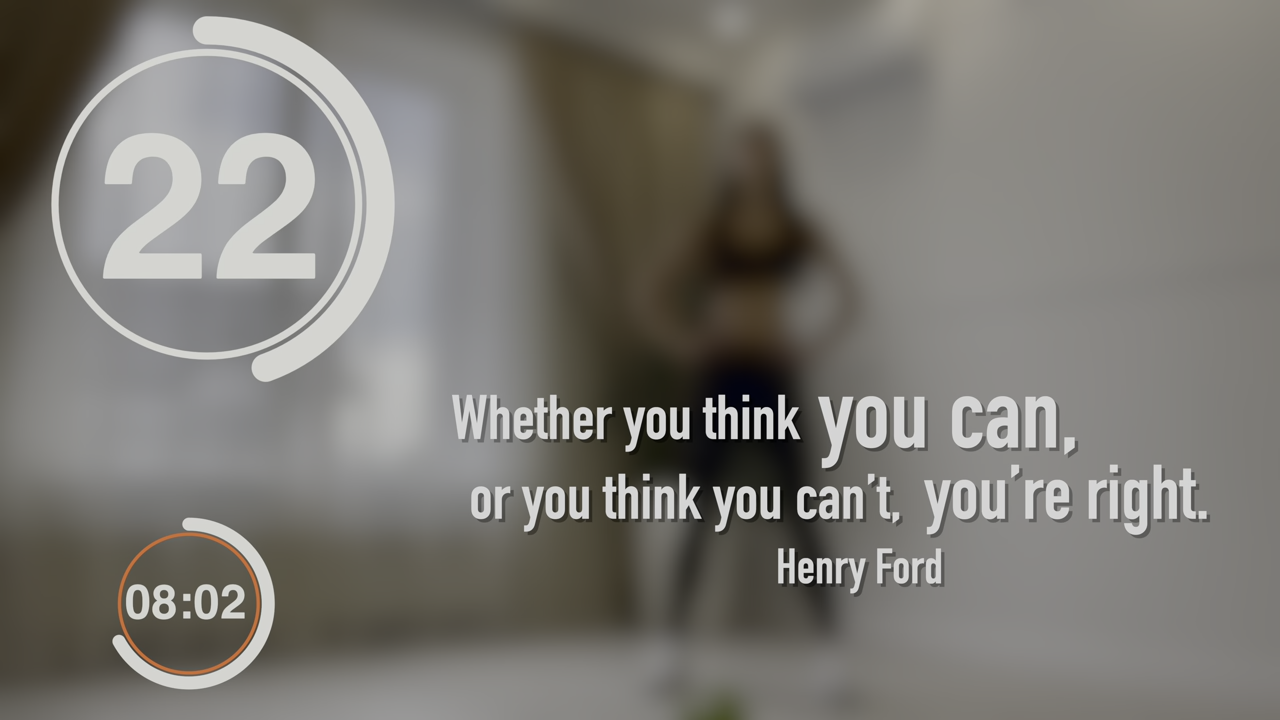 22
Whether you think you can,
or you think you can't, you're right.
Henry Ford
08:02